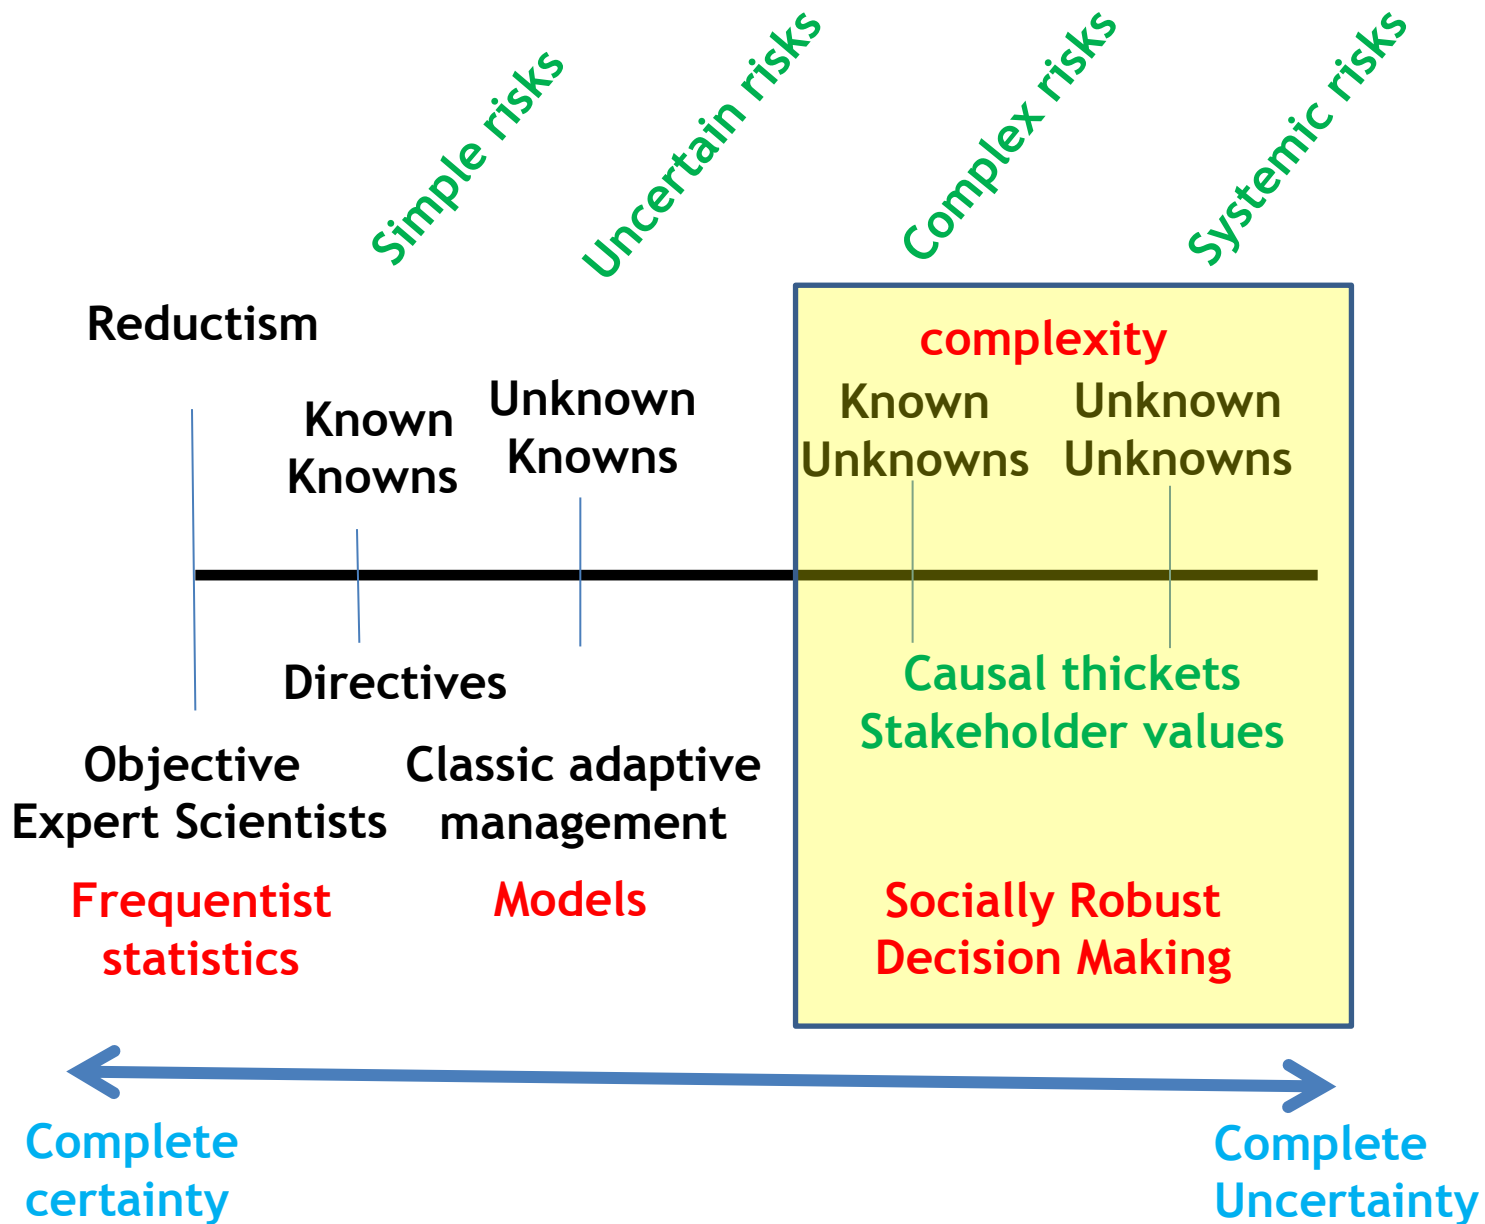 Simple risks
Uncertain risks
Complex risks
Systemic risks
Reductism
Known
Knowns
Unknown
Knowns
complexity
Known
Unknowns
Unknown
Unknowns
Directives
Objective
Expert Scientists
Classic adaptive
management
Causal thickets
Stakeholder values
Frequentist
statistics
Models
Socially Robust
Decision Making
Complete
certainty
Complete
Uncertainty